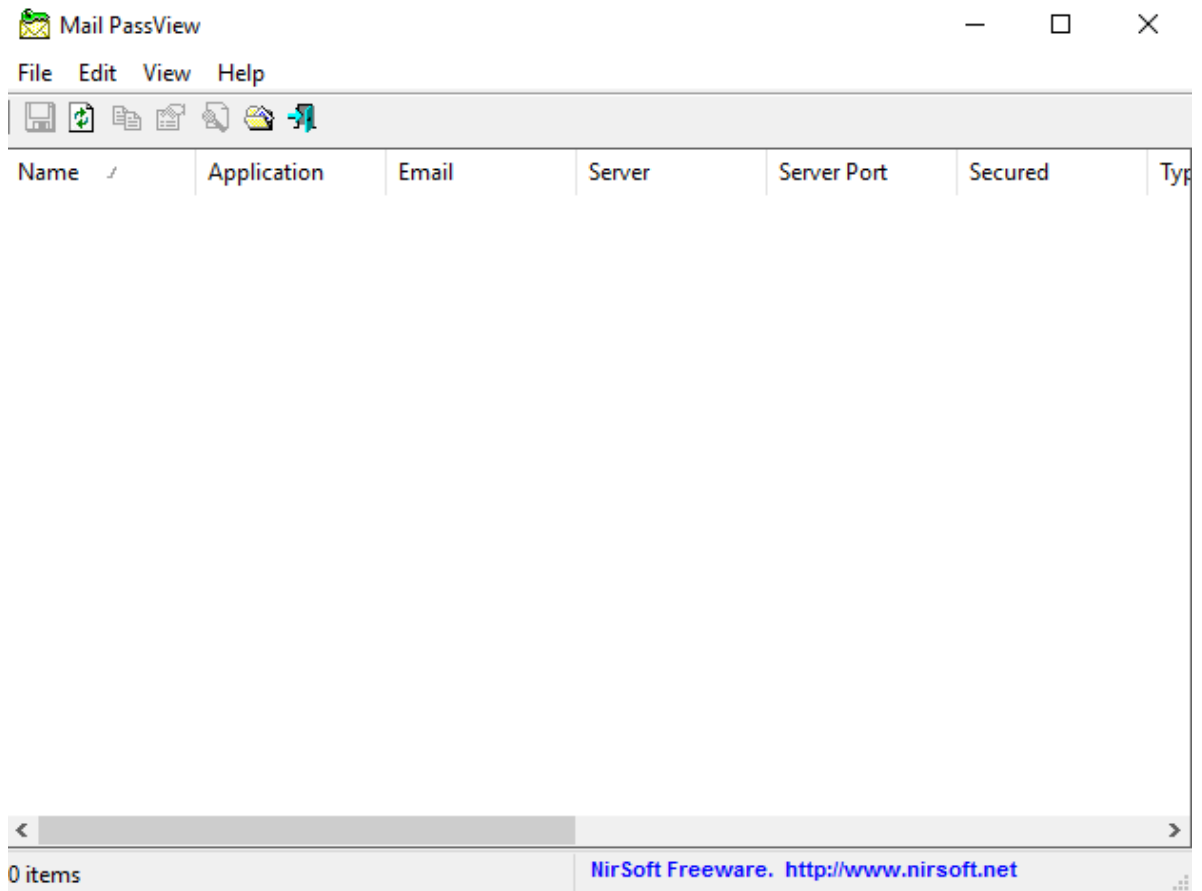 Mail PassView
File Edit View Help
Name Application Email Server Server Port Secured Typ
0 items NirSoft Freeware. http://www.nirsoft.net